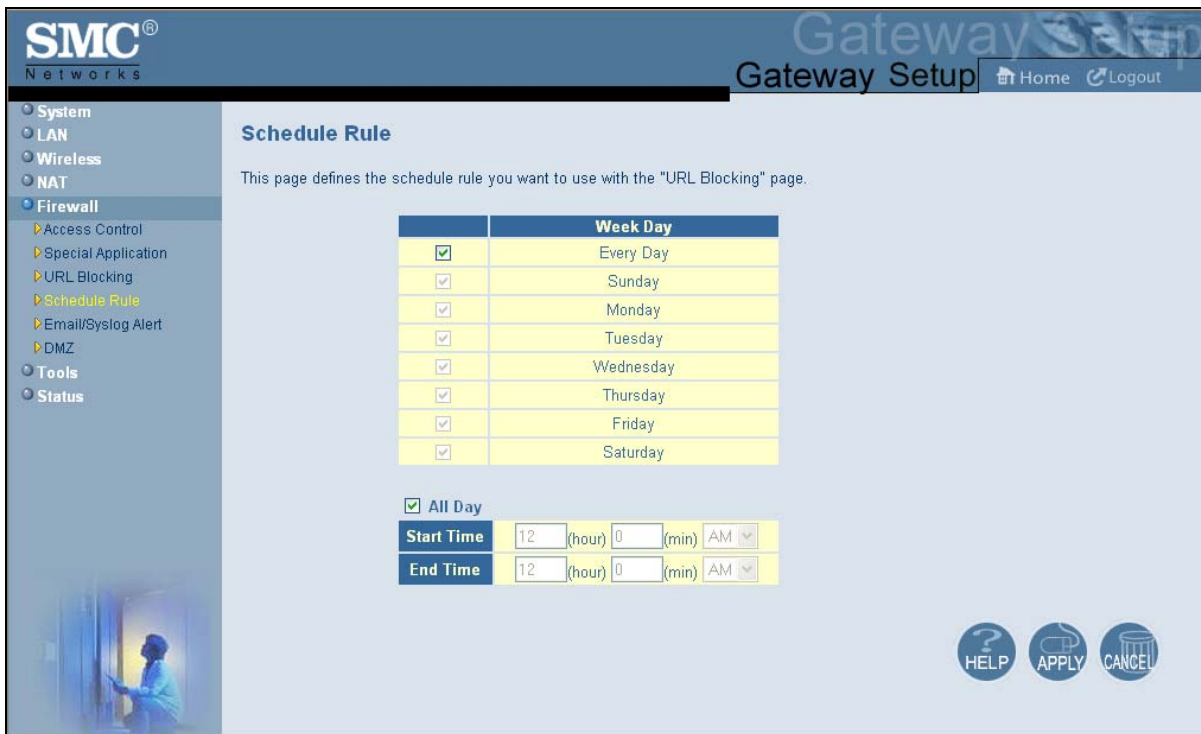 SMC®
Networks
Gateway Setup
Gateway Setup
Home
Logout
System
LAN
Wireless
NAT
Firewall
Access Control
Special Application
URL Blocking
Schedule Rule
Email/Syslog Alert
DMZ
Tools
Status
Schedule Rule
This page defines the schedule rule you want to use with the "URL Blocking" page.
Week Day
Every Day
Sunday
Monday
Tuesday
Wednesday
Thursday
Friday
Saturday
All Day
Start Time 12 (hour) 0 (min) AM
End Time 12 (hour) 0 (min) AM
HELP
APPLY
CANCEL